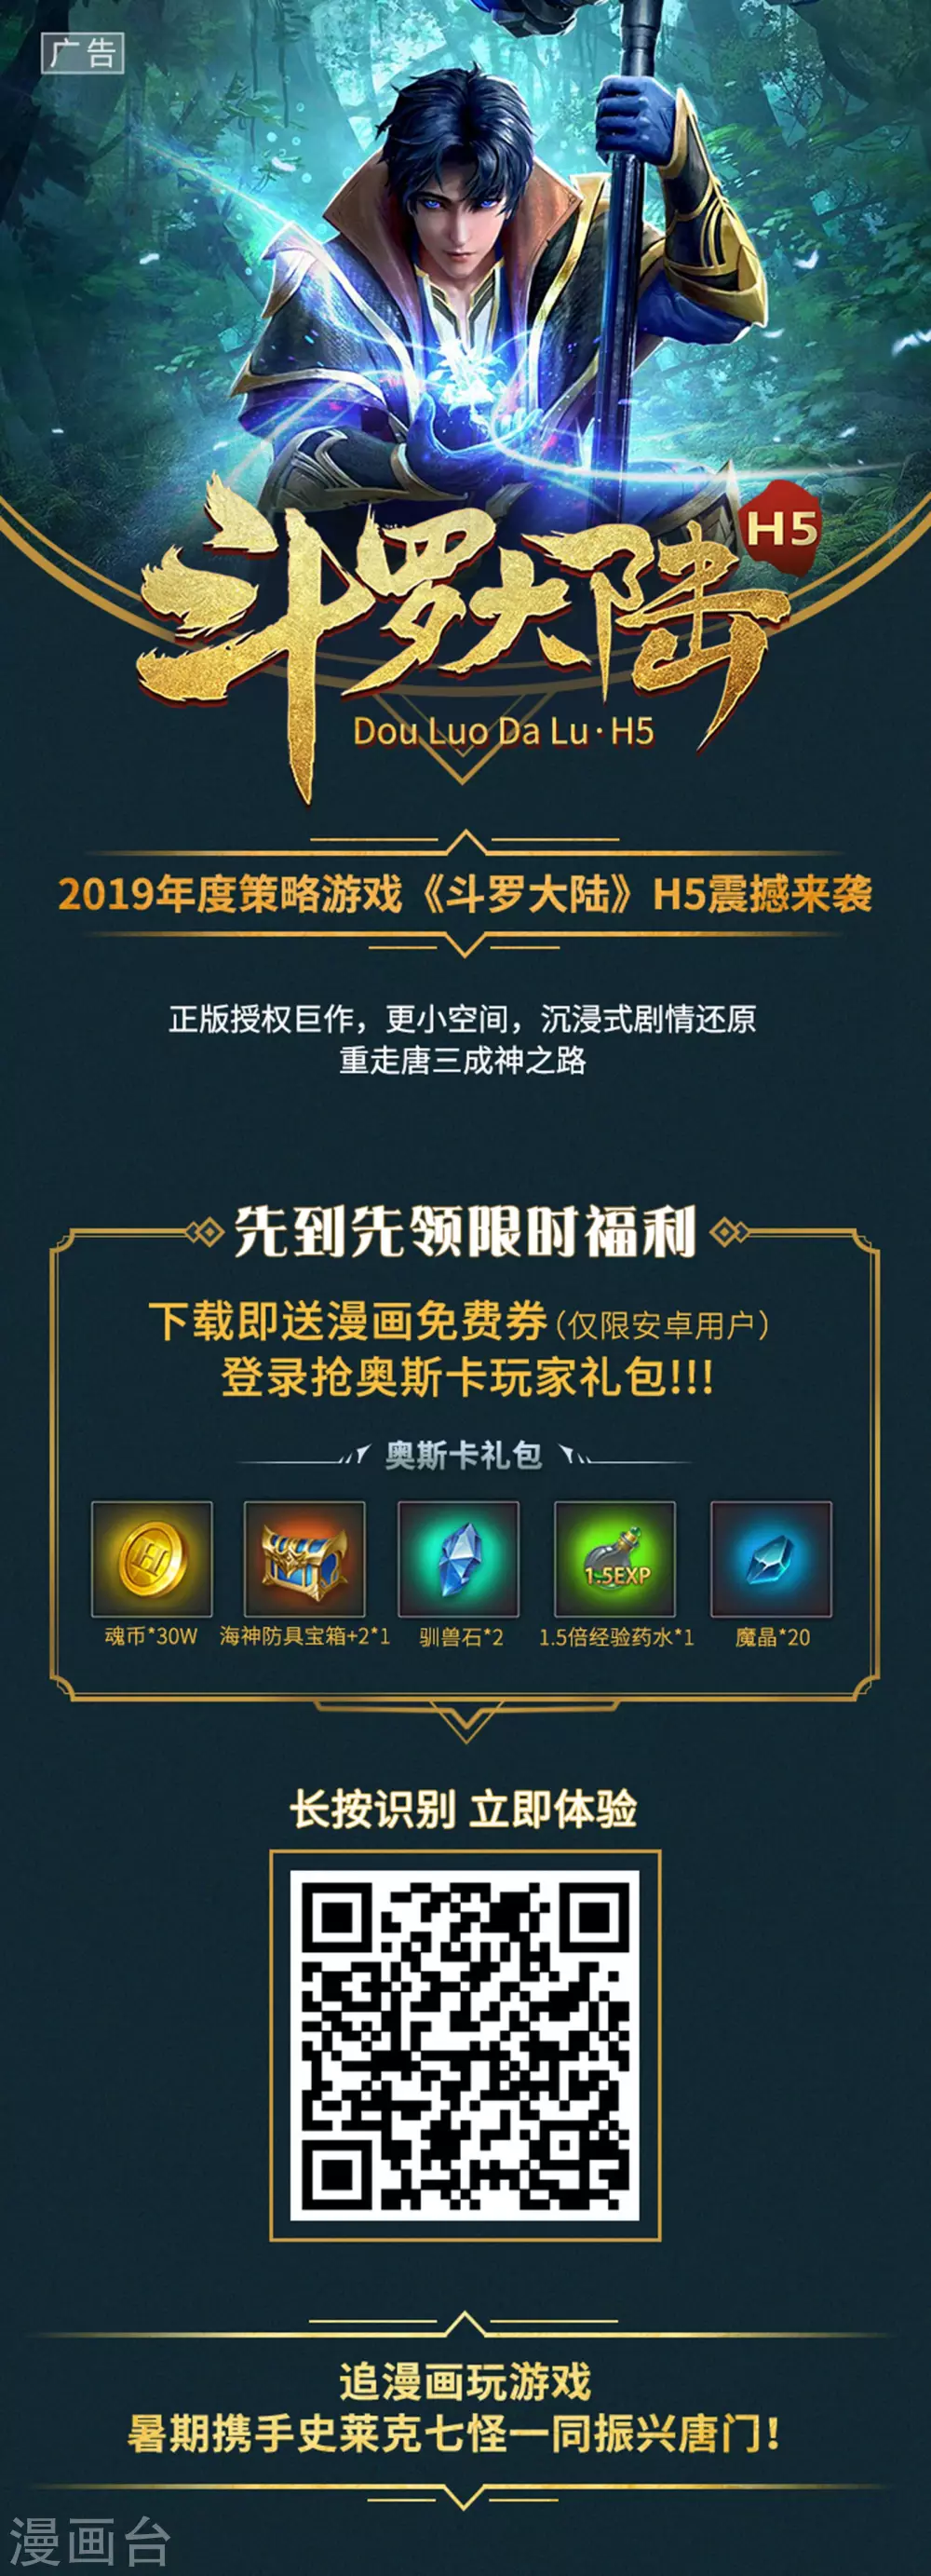 广告
斗罗大陆
H5
Dou Luo Da Lu·H5
2019年度策略游戏《斗罗大陆》H5震撼来袭
正版授权巨作，更小空间，沉浸式剧情还原
重走唐三成神之路
先到先领限时福利
下载即送漫画免费券（仅限安卓用户）
登录抢奥斯卡玩家礼包!!!
奥斯卡礼包
1.5EXP
魂币*30W 海神防具宝箱+2*1 驯兽石*2 1.5倍经验药水*1 魔晶*20
长按识别 立即体验
追漫画玩游戏
暑期携手史莱克七怪一同振兴唐门！
漫画台